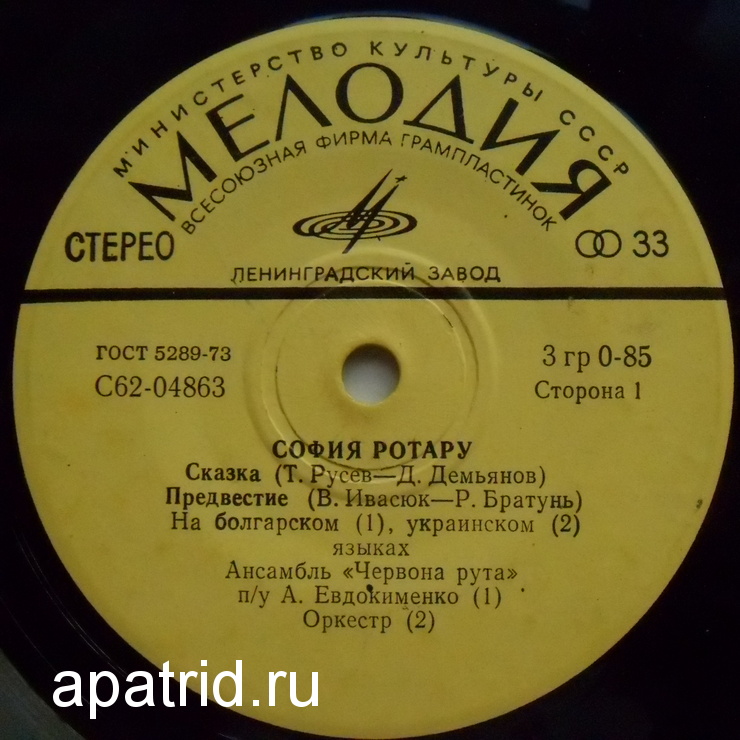 МИНИСТЕРСТВО КУЛЬТУРЫ СССР
МЕЛОДИЯ
ВСЕСОЮЗНАЯ ФИРМА ГРАМПЛАСТИНОК
СТЕРЕО
33
ЛЕНИНГРАДСКИЙ ЗАВОД
ГОСТ 5289-73
3 гр 0-85
С62-04863
Сторона 1
СОФИЯ РОТАРУ
Сказка (Т. Русев—Д. Демьянов)
Предвестие (В. Ивасюк—Р. Братунь)
На болгарском (1), украинском (2)
языках
Ансамбль «Червона рута»
п/у А. Евдокименко (1)
Оркестр (2)
apatrid.ru